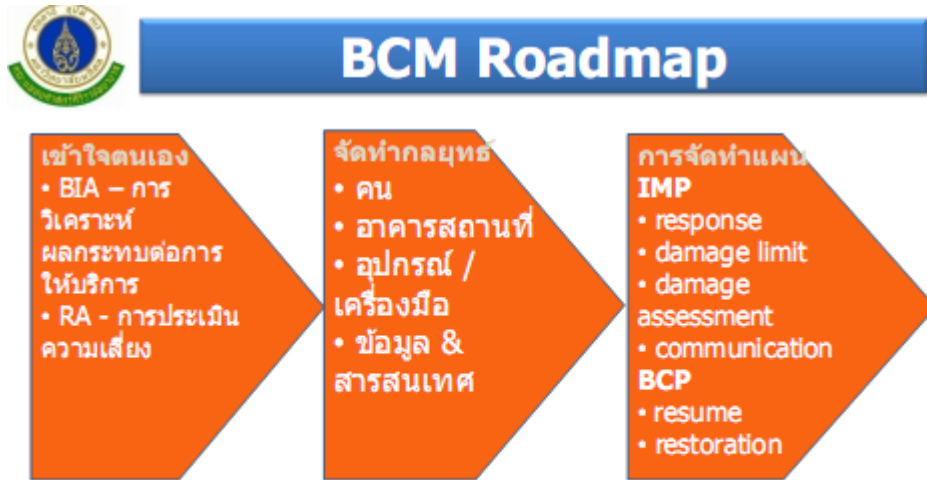 BCM Roadmap
เข้าใจตนเอง
• BIA – การ
วิเคราะห์
ผลกระทบต่อการ
ให้บริการ
• RA - การประเมิน
ความเสี่ยง
จัดทำกลยุทธ์
• คน
• อาคารสถานที่
• อุปกรณ์ /
เครื่องมือ
• ข้อมูล &
สารสนเทศ
การจัดทำแผน
IMP
• response
• damage limit
• damage
assessment
• communication
BCP
• resume
• restoration